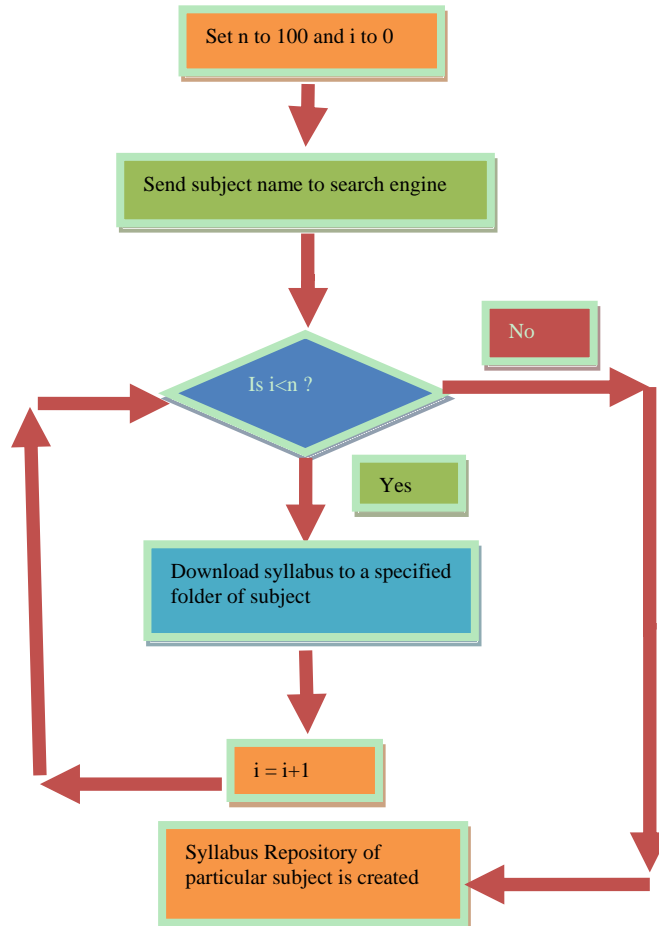 Set n to 100 and i to 0
Send subject name to search engine
No
Is i<n ?
Yes
Download syllabus to a specified
folder of subject
i = i+1
Syllabus Repository of
particular subject is created